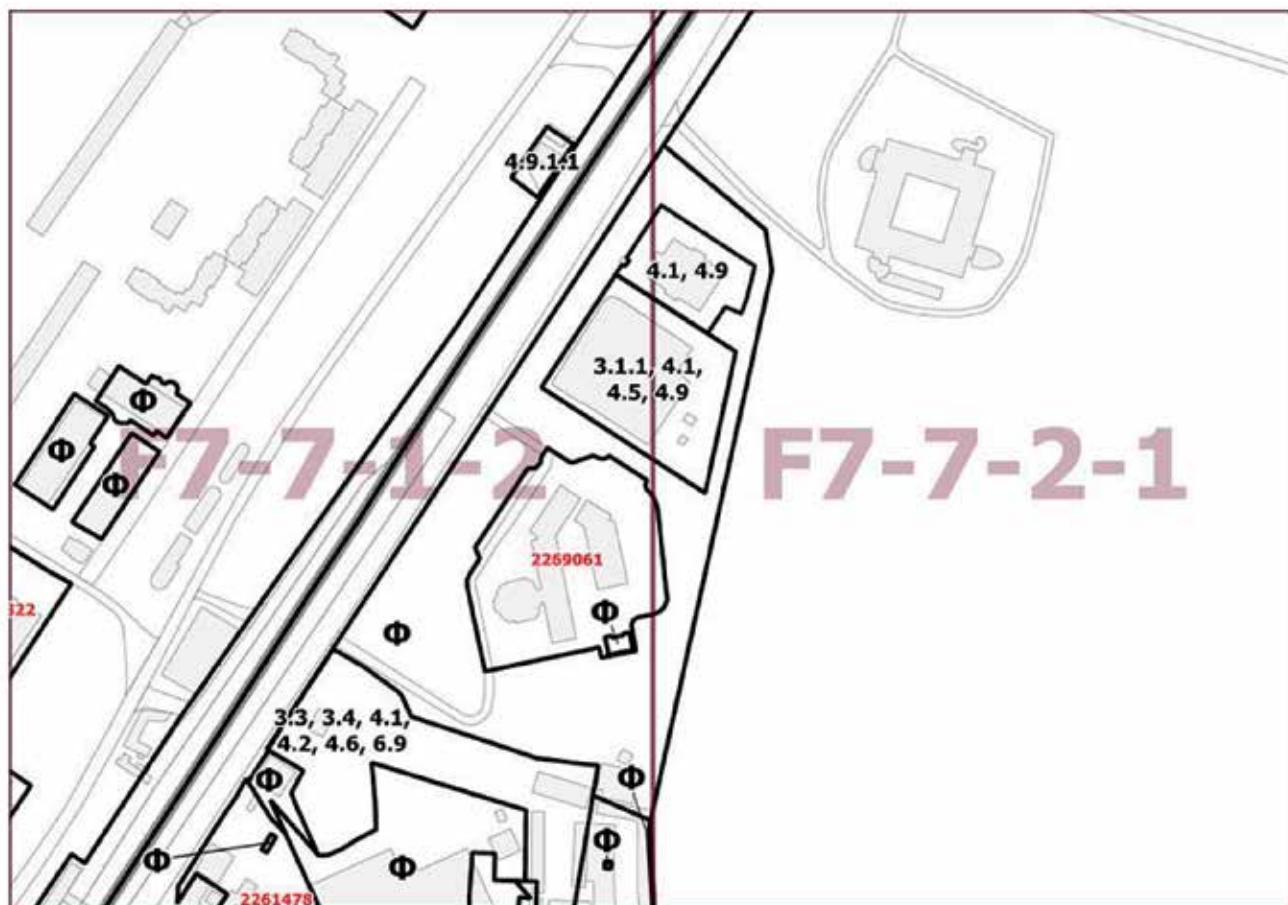 4.9.1.1
4.1, 4.9
3.1.1, 4.1,
4.5, 4.9
Ф
Ф
Ф
F7-7-1-2
F7-7-2-1
2269061
322
Ф
Ф
3.3, 3.4, 4.1,
4.2, 4.6, 6.9
Ф
Ф
Ф
Ф
Ф
2261478